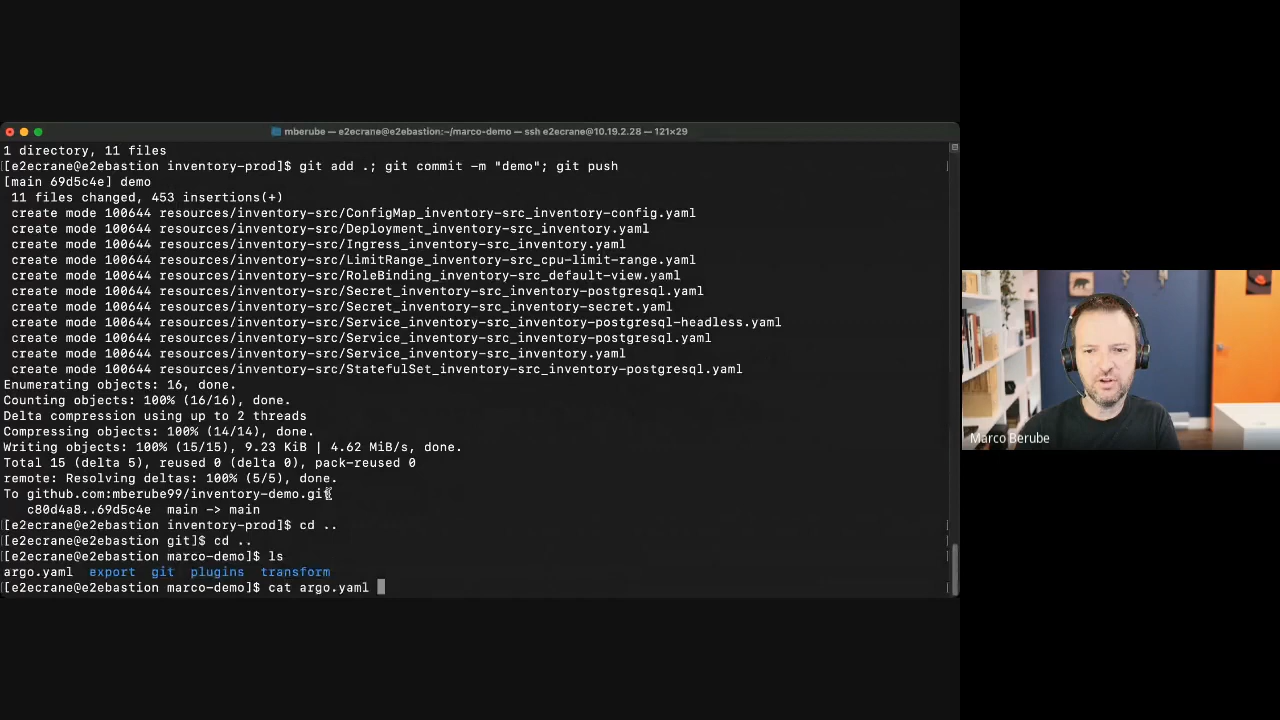 mberube — e2ecrane@e2ebastion:~/marco-demo — ssh e2ecrane@10.19.2.28 — 121×29
1 directory, 11 files
[e2ecrane@e2ebastion inventory-prod]$ git add .; git commit -m "demo"; git push
[main 69d5c4e] demo
 11 files changed, 453 insertions(+)
 create mode 100644 resources/inventory-src/ConfigMap_inventory-src_inventory-config.yaml
 create mode 100644 resources/inventory-src/Deployment_inventory-src_inventory.yaml
 create mode 100644 resources/inventory-src/Ingress_inventory-src_inventory.yaml
 create mode 100644 resources/inventory-src/LimitRange_inventory-src_cpu-limit-range.yaml
 create mode 100644 resources/inventory-src/RoleBinding_inventory-src_default-view.yaml
 create mode 100644 resources/inventory-src/Secret_inventory-src_inventory-postgresql.yaml
 create mode 100644 resources/inventory-src/Secret_inventory-src_inventory-secret.yaml
 create mode 100644 resources/inventory-src/Service_inventory-src_inventory-postgresql-headless.yaml
 create mode 100644 resources/inventory-src/Service_inventory-src_inventory-postgresql.yaml
 create mode 100644 resources/inventory-src/Service_inventory-src_inventory.yaml
 create mode 100644 resources/inventory-src/StatefulSet_inventory-src_inventory-postgresql.yaml
Enumerating objects: 16, done.
Counting objects: 100% (16/16), done.
Delta compression using up to 2 threads
Compressing objects: 100% (14/14), done.
Writing objects: 100% (15/15), 9.23 KiB | 4.62 MiB/s, done.
Total 15 (delta 5), reused 0 (delta 0), pack-reused 0
remote: Resolving deltas: 100% (5/5), done.
To github.com:mberube99/inventory-demo.git
   c80d4a8..69d5c4e  main -> main
[e2ecrane@e2ebastion inventory-prod]$ cd ..
[e2ecrane@e2ebastion git]$ cd ..
[e2ecrane@e2ebastion marco-demo]$ ls
argo.yaml  export  git  plugins  transform
[e2ecrane@e2ebastion marco-demo]$ cat argo.yaml
Marco Berube